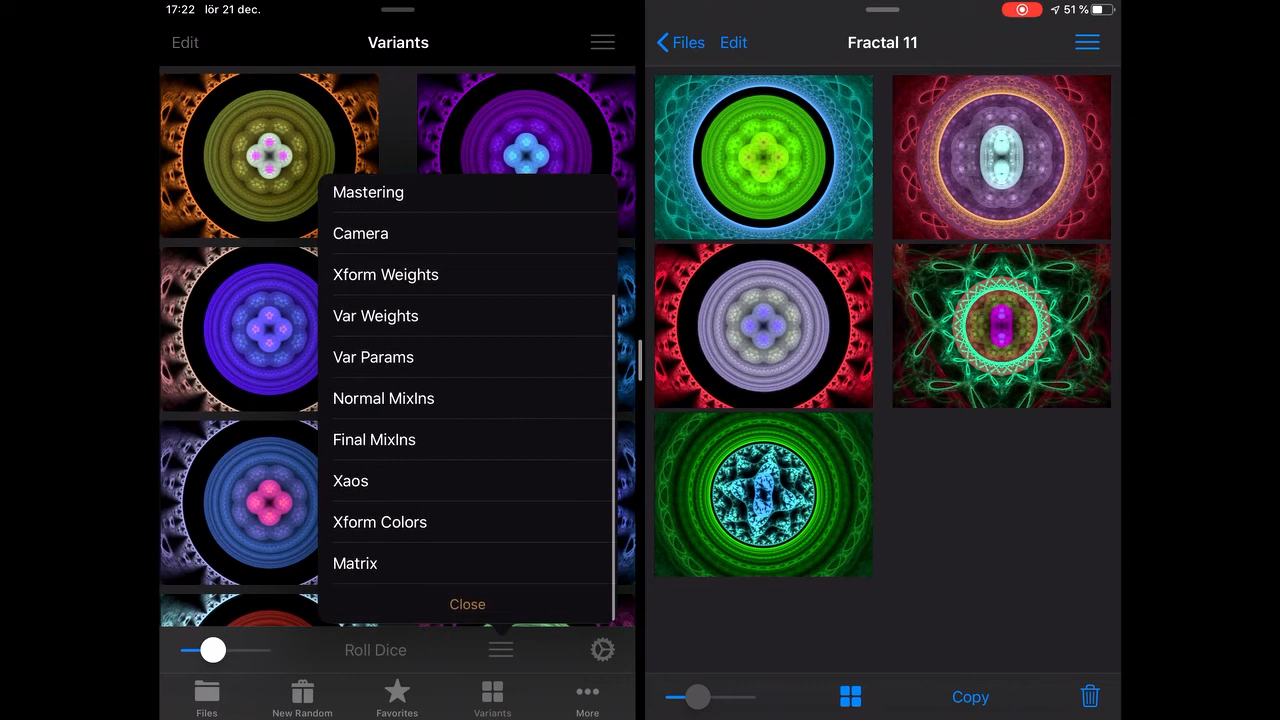 17:22 lör 21 dec.
51 %
Edit
Variants
Files
Edit
Fractal 11
Mastering
Camera
Xform Weights
Var Weights
Var Params
Normal MixIns
Final MixIns
Xaos
Xform Colors
Matrix
Close
Roll Dice
Files
New Random
Favorites
Variants
More
Copy